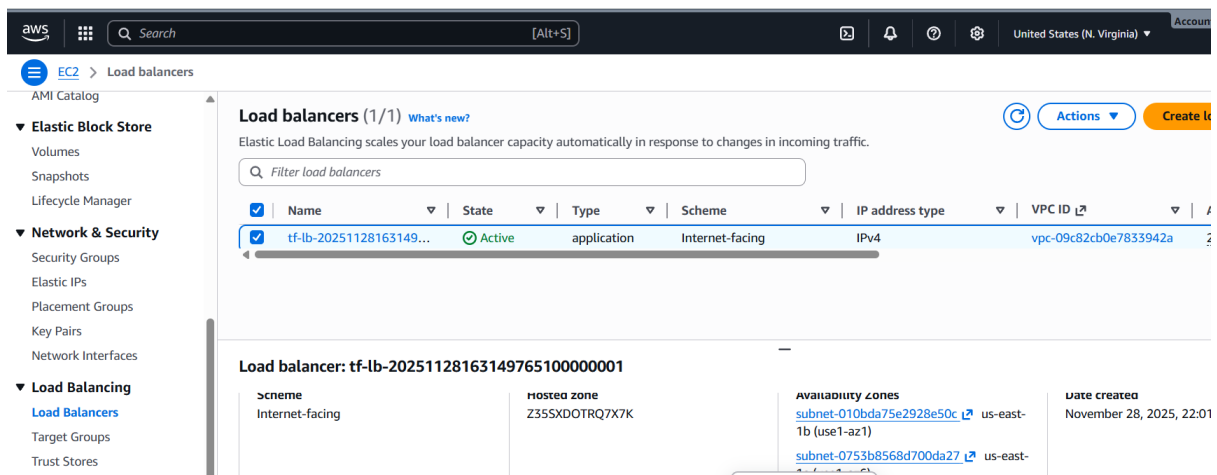 aws
Search [Alt+S]
United States (N. Virginia) ▼
Accoun
EC2 > Load balancers
AMI Catalog
▼ Elastic Block Store
Volumes
Snapshots
Lifecycle Manager
▼ Network & Security
Security Groups
Elastic IPs
Placement Groups
Key Pairs
Network Interfaces
▼ Load Balancing
Load Balancers
Target Groups
Trust Stores
Load balancers (1/1) What's new?
Actions ▼
Create lo
Elastic Load Balancing scales your load balancer capacity automatically in response to changes in incoming traffic.
Filter load balancers
Name State Type Scheme IP address type VPC ID A
tf-lb-20251128163149... Active application Internet-facing IPv4 vpc-09c82cb0e7833942a 2
Load balancer: tf-lb-20251128163149765100000001
Scheme
Internet-facing
Hosted zone
Z35SXDOTRQ7X7K
Availability Zones
subnet-010bda75e2928e50c us-east-
1b (use1-az1)
subnet-0753b8568d700da27 us-east-
Date created
November 28, 2025, 22:01